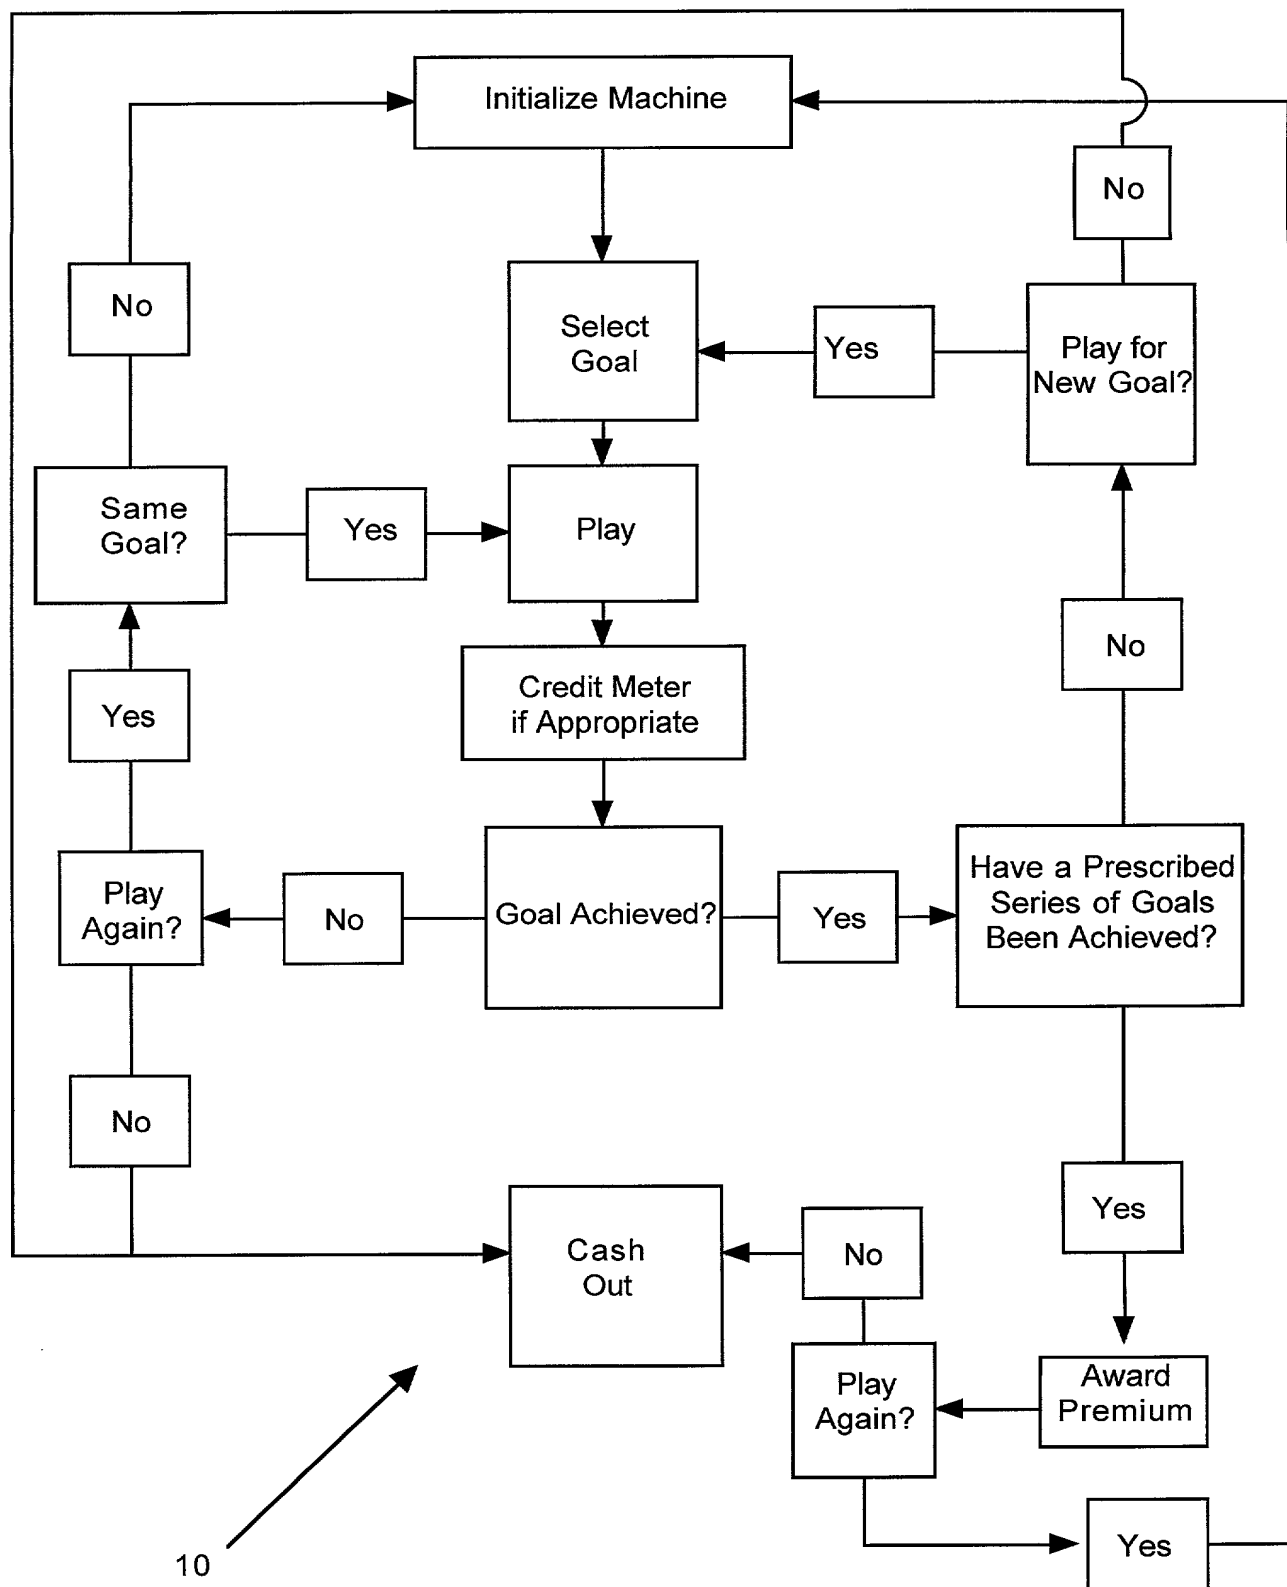 Initialize Machine
No
No
Select
Goal
Yes
Play for
New Goal?
Same
Goal?
Yes
Play
No
Yes
Credit Meter
if Appropriate
Play
Again?
No
Goal Achieved?
Yes
Have a Prescribed
Series of Goals
Been Achieved?
No
Yes
Cash
Out
No
Play
Again?
Award
Premium
Yes
10